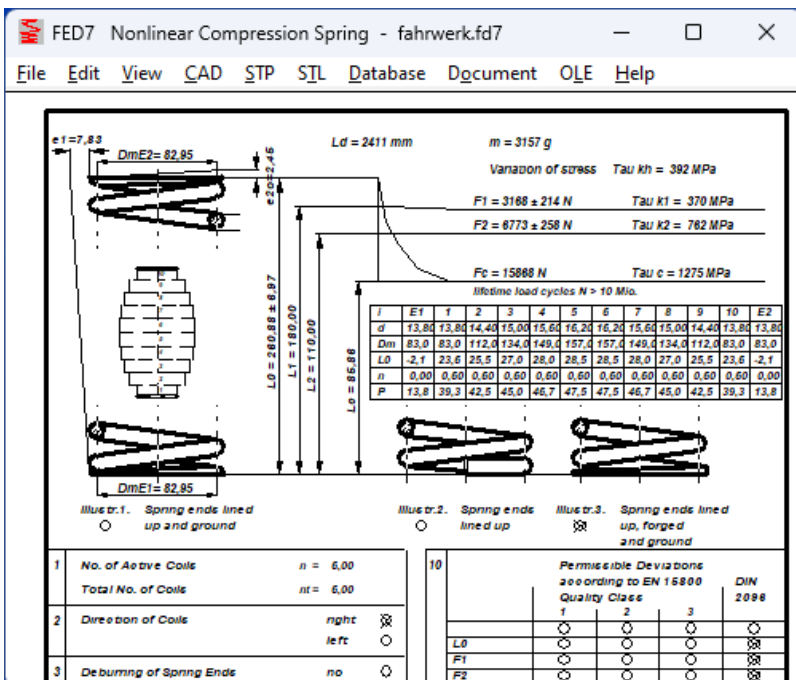 FED7 Nonlinear Compression Spring - fahrwerk.fd7
File Edit View CAD STP STL Database Document OLE Help
e1=7,83
DmE2= 82,95
e2o=2,45
Ld = 2411 mm m = 3157 g
Variation of stress Tau kh = 392 MPa
F1 = 3168 ± 214 N Tau k1 = 370 MPa
F2 = 6773 ± 258 N Tau k2 = 762 MPa
Fc = 15868 N Tau c = 1275 MPa
lifetime load cycles N > 10 Mio.
L0 = 260,88 ± 6,97
L1 = 180,00
L2 = 110,00
Lc = 85,86
i E1 1 2 3 4 5 6 7 8 9 10 E2
d 13,80 13,80 14,40 15,00 15,60 16,20 16,20 15,60 15,00 14,40 13,80 13,80
Dm 83,0 83,0 112,0 134,0 149,0 157,0 157,0 149,0 134,0 112,0 83,0 83,0
L0 -2,1 23,6 25,5 27,0 28,0 28,5 28,5 28,0 27,0 25,5 23,6 -2,1
n 0,00 0,60 0,60 0,60 0,60 0,60 0,60 0,60 0,60 0,60 0,60 0,00
P 13,8 39,3 42,5 45,0 46,7 47,5 47,5 46,7 45,0 42,5 39,3 13,8
DmE1= 82,95
Illustr.1. Spring ends lined up and ground
Illustr.2. Spring ends lined up
Illustr.3. Spring ends lined up, forged and ground
1 No. of Active Coils n = 6,00
Total No. of Coils nt = 6,00
2 Direction of Coils right
left
3 Deburring of Spring Ends no
10 Permissible Deviations
according to EN 15800 DIN
Quality Class 2096
1 2 3
L0
F1
F2